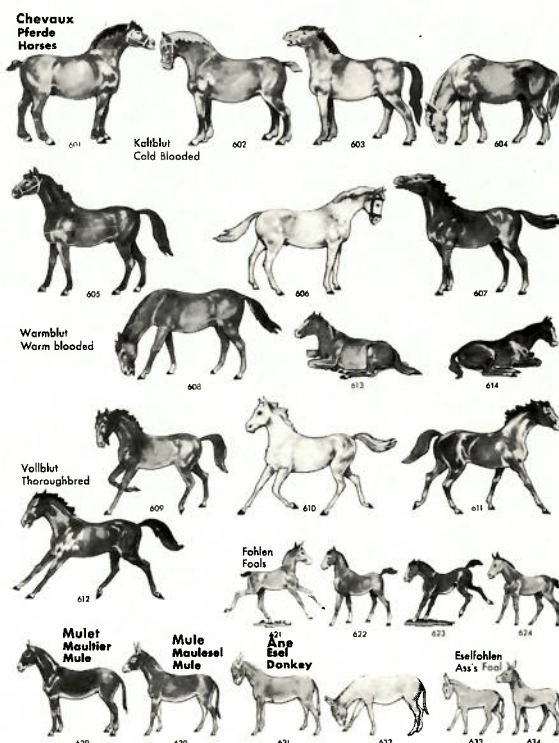 Chevaux
Pferde
Horses
601
Kaltblut
Cold Blooded
602
603
604
605
606
607
Warmblut
Warm blooded
608
613
614
Vollblut
Thoroughbred
609
610
611
612
Fohlen
Foals
621
622
623
624
Mulet
Maultier
Mule
Mule
Maulesel
Mule
Âne
Esel
Donkey
Eselfohlen
Ass's Foal